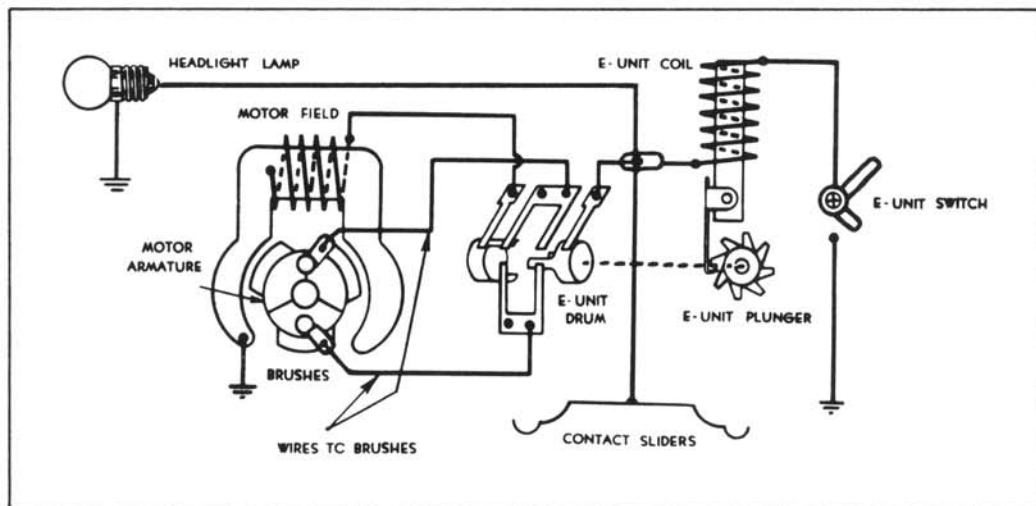 HEADLIGHT LAMP
E-UNIT COIL
MOTOR FIELD
E-UNIT SWITCH
MOTOR
ARMATURE
E-UNIT
DRUM
E-UNIT PLUNGER
BRUSHES
WIRES TC BRUSHES
CONTACT SLIDERS